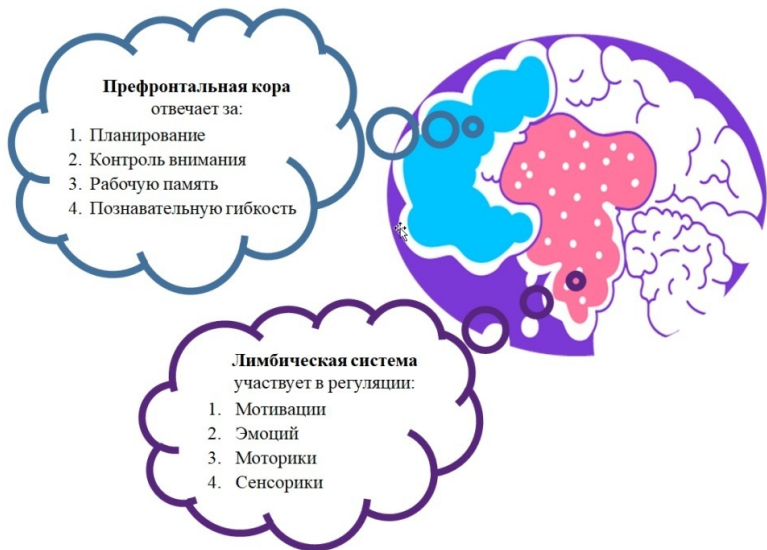 Префронтальная кора
отвечает за:
1. Планирование
2. Контроль внимания
3. Рабочую память
4. Познавательную гибкость
Лимбическая система
участвует в регуляции:
1. Мотивации
2. Эмоций
3. Моторики
4. Сенсорики